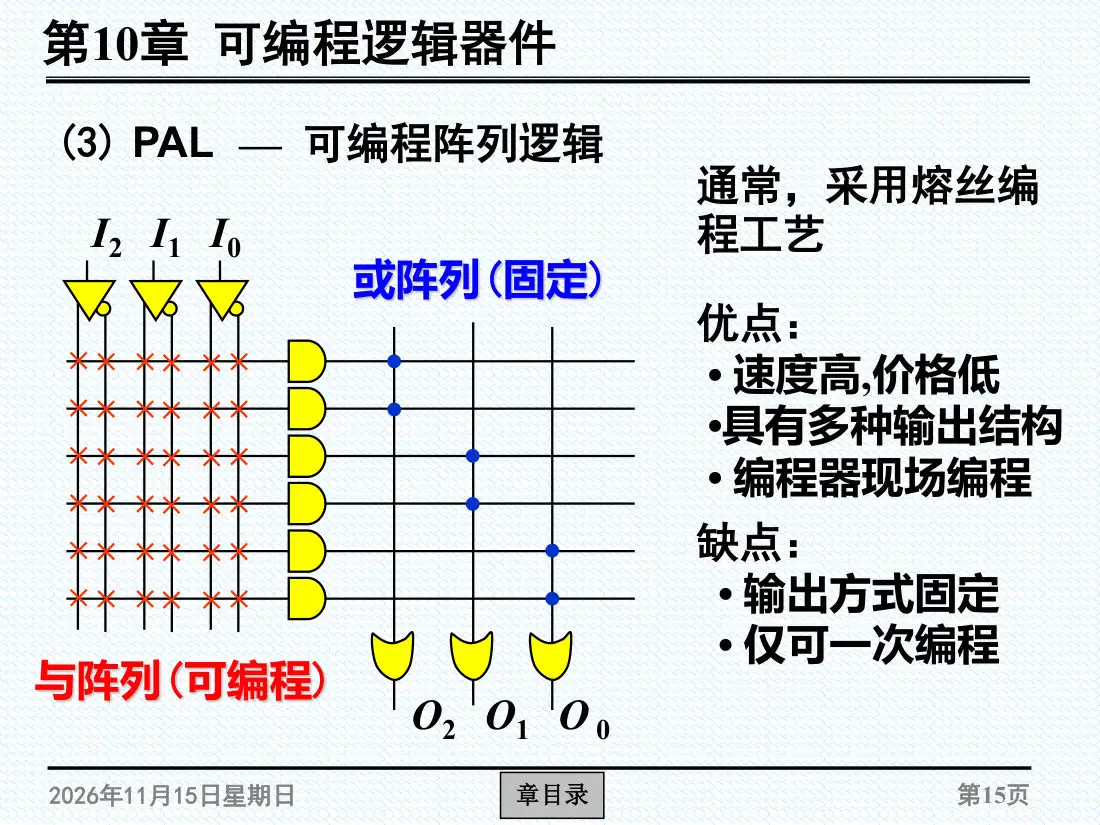 第10章 可编程逻辑器件
(3) PAL — 可编程阵列逻辑
通常，采用熔丝编
程工艺
I2 I1 I0
或阵列(固定)
优点：
• 速度高,价格低
•具有多种输出结构
• 编程器现场编程
缺点：
• 输出方式固定
• 仅可一次编程
与阵列(可编程)
O2 O1 O0
2026年11月15日星期日
章目录
第15页